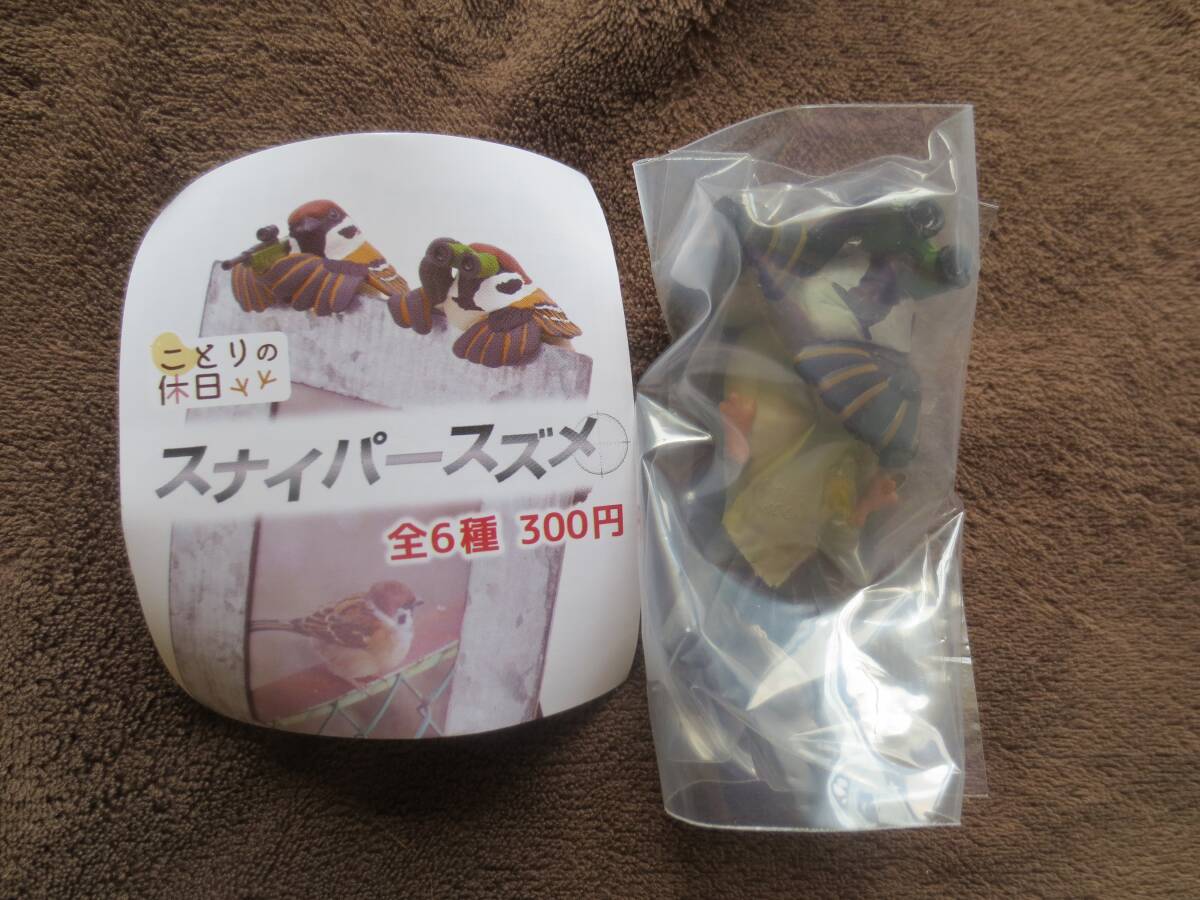 ことりの
休日
スナイパースズメ
全6種 300円